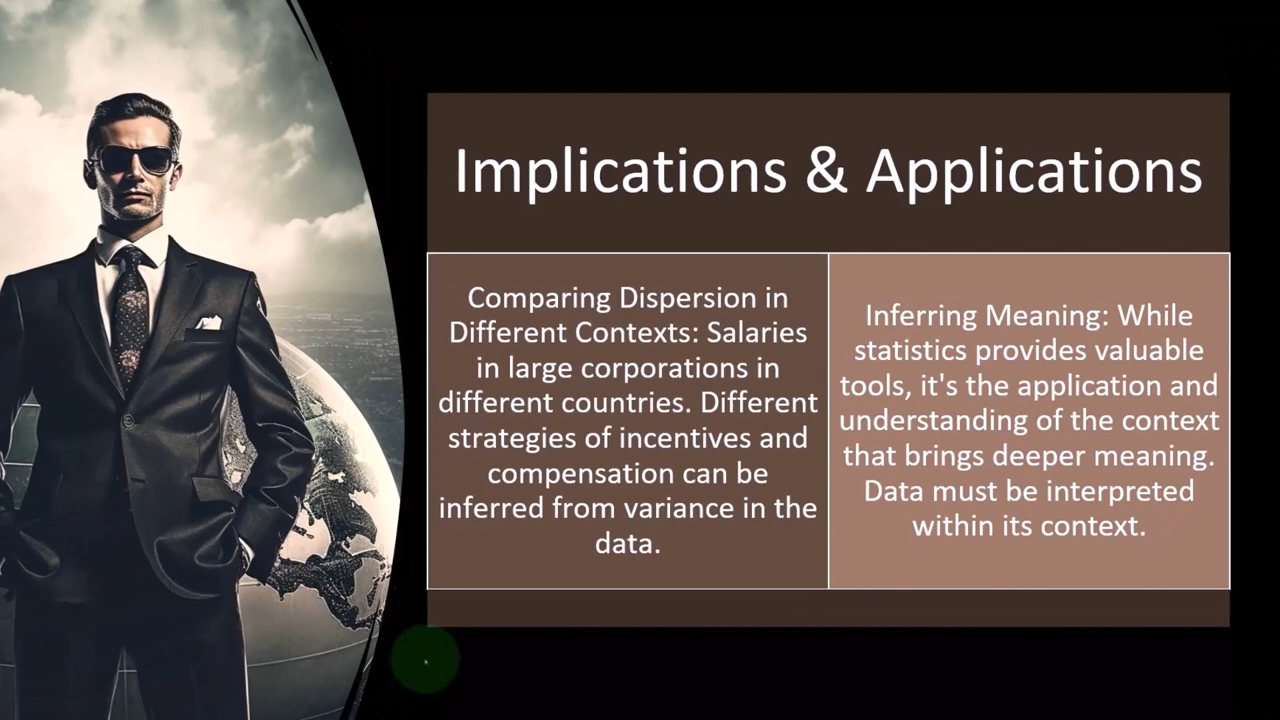 Implications & Applications
Comparing Dispersion in
Different Contexts: Salaries
in large corporations in
different countries. Different
strategies of incentives and
compensation can be
inferred from variance in the
data.
Inferring Meaning: While
statistics provides valuable
tools, it's the application and
understanding of the context
that brings deeper meaning.
Data must be interpreted
within its context.